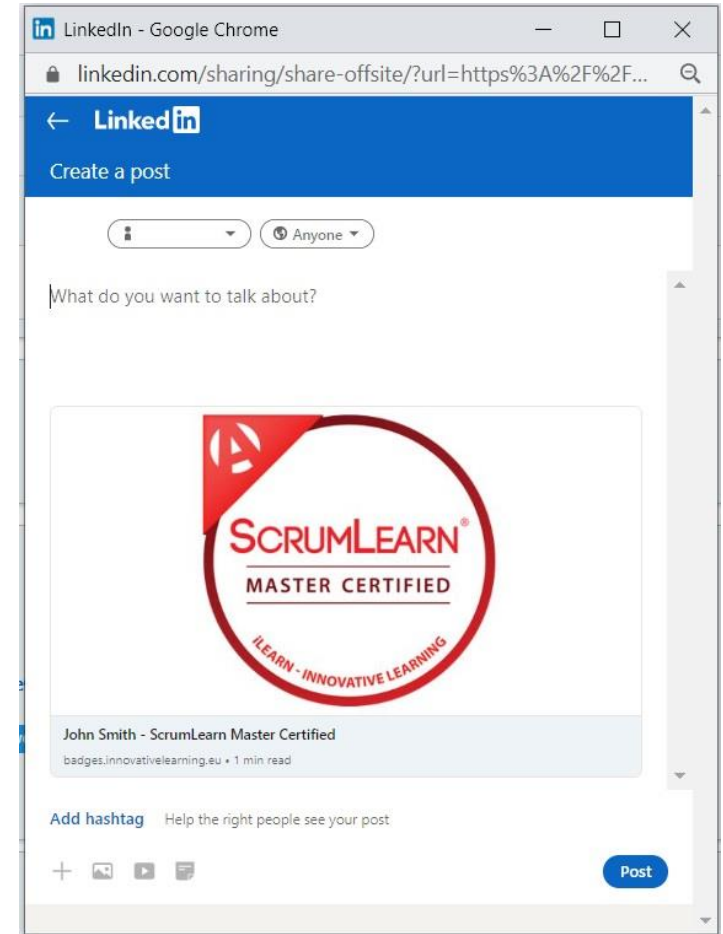 in LinkedIn - Google Chrome
linkedin.com/sharing/share-offsite/?url=https%3A%2F%2F...
Linked in
Create a post
Anyone
What do you want to talk about?
A
SCRUMLEARN®
MASTER CERTIFIED
iLEARN - INNOVATIVE LEARNING
John Smith - ScrumLearn Master Certified
badges.innovativelearning.eu • 1 min read
Add hashtag Help the right people see your post
Post